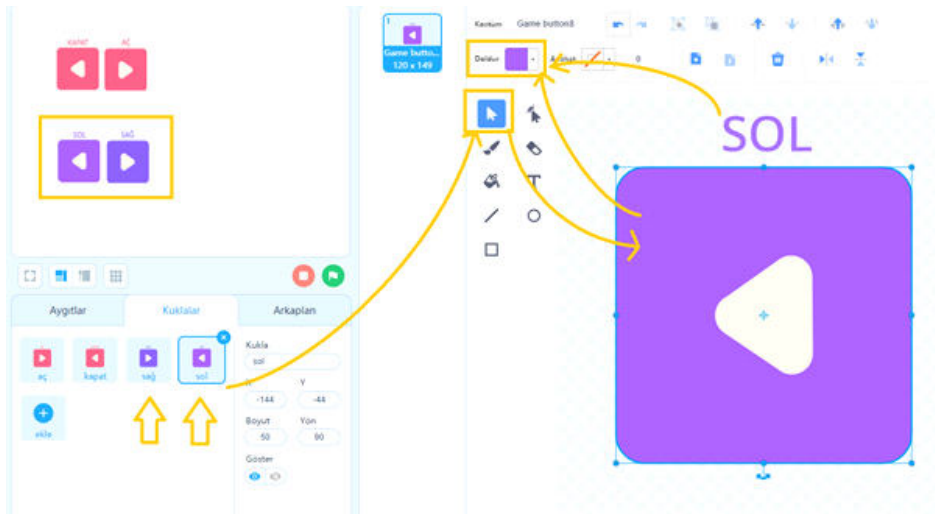 KAPAT AÇ
SOL SAĞ
Aygıtlar Kuklalar Arkaplan
aç kapat sağ sol
ekle
Kukla
sol
X Y
-144 -44
Boyut Yön
50 90
Göster
1
Game butto...
120 x 149
Kostüm Game button8
Doldur 0
SOL